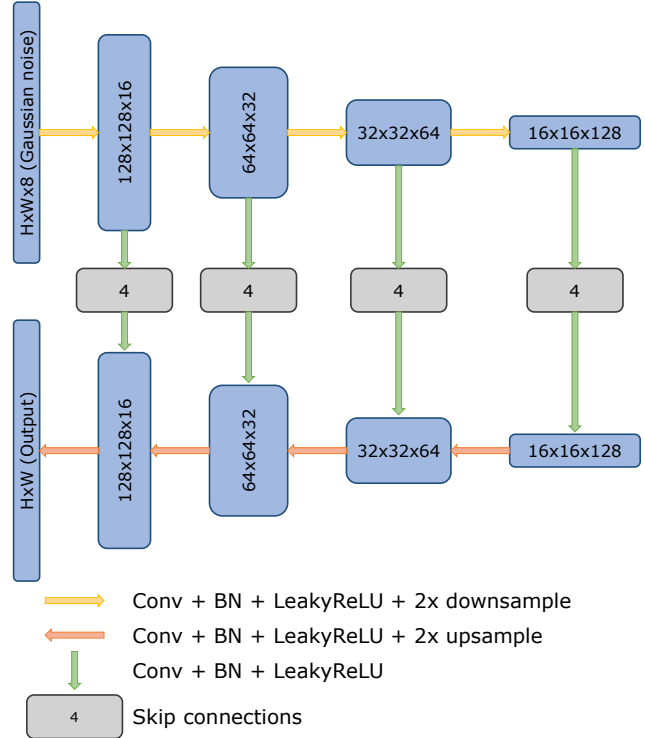 HxWx8 (Gaussian noise)
128x128x16
64x64x32
32x32x64
16x16x128
4
4
4
4
HxW (Output)
128x128x16
64x64x32
32x32x64
16x16x128
Conv + BN + LeakyReLU + 2x downsample
Conv + BN + LeakyReLU + 2x upsample
Conv + BN + LeakyReLU
4
Skip connections